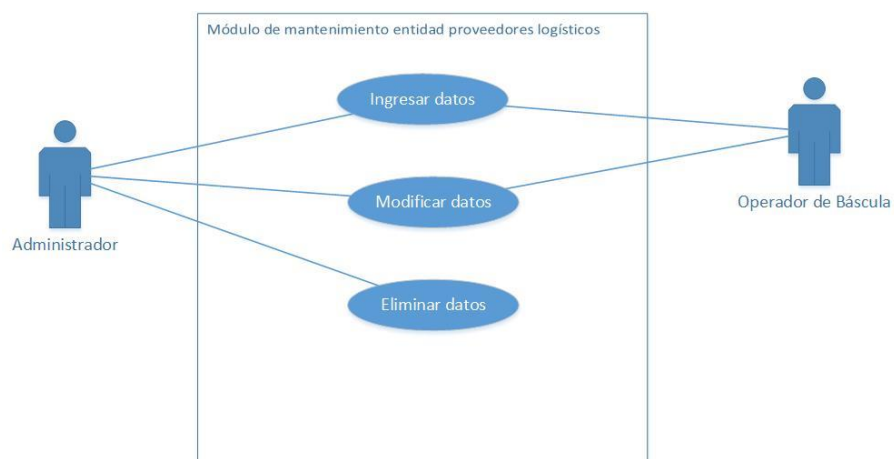 Módulo de mantenimiento entidad proveedores logísticos
Ingresar datos
Modificar datos
Operador de Báscula
Administrador
Eliminar datos